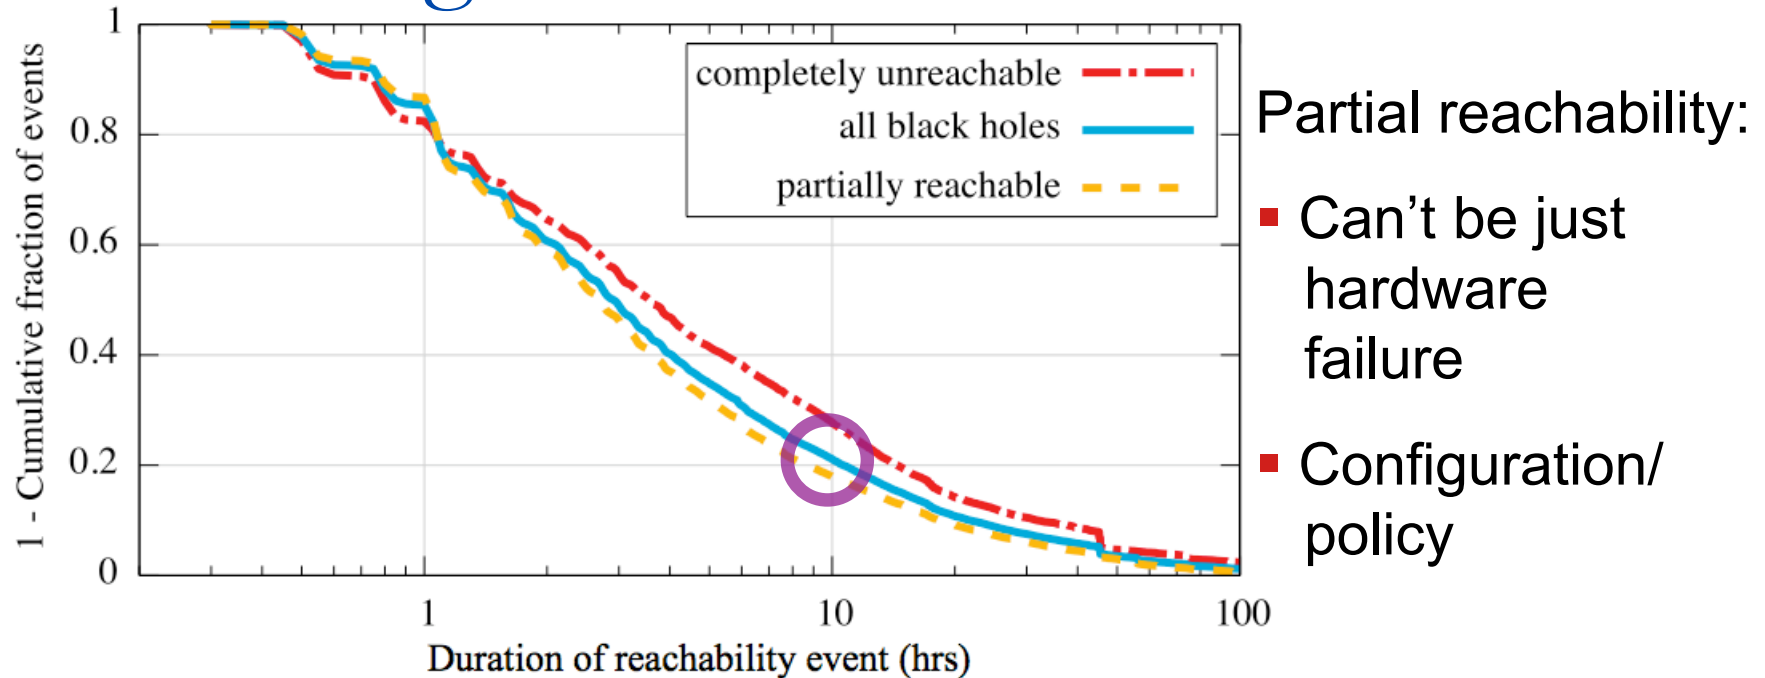 1 - Cumulative fraction of events
1
0.8
0.6
0.4
0.2
0
completely unreachable
all black holes
partially reachable
1
10
100
Duration of reachability event (hrs)
Partial reachability:
▪ Can’t be just
hardware
failure
▪ Configuration/
policy